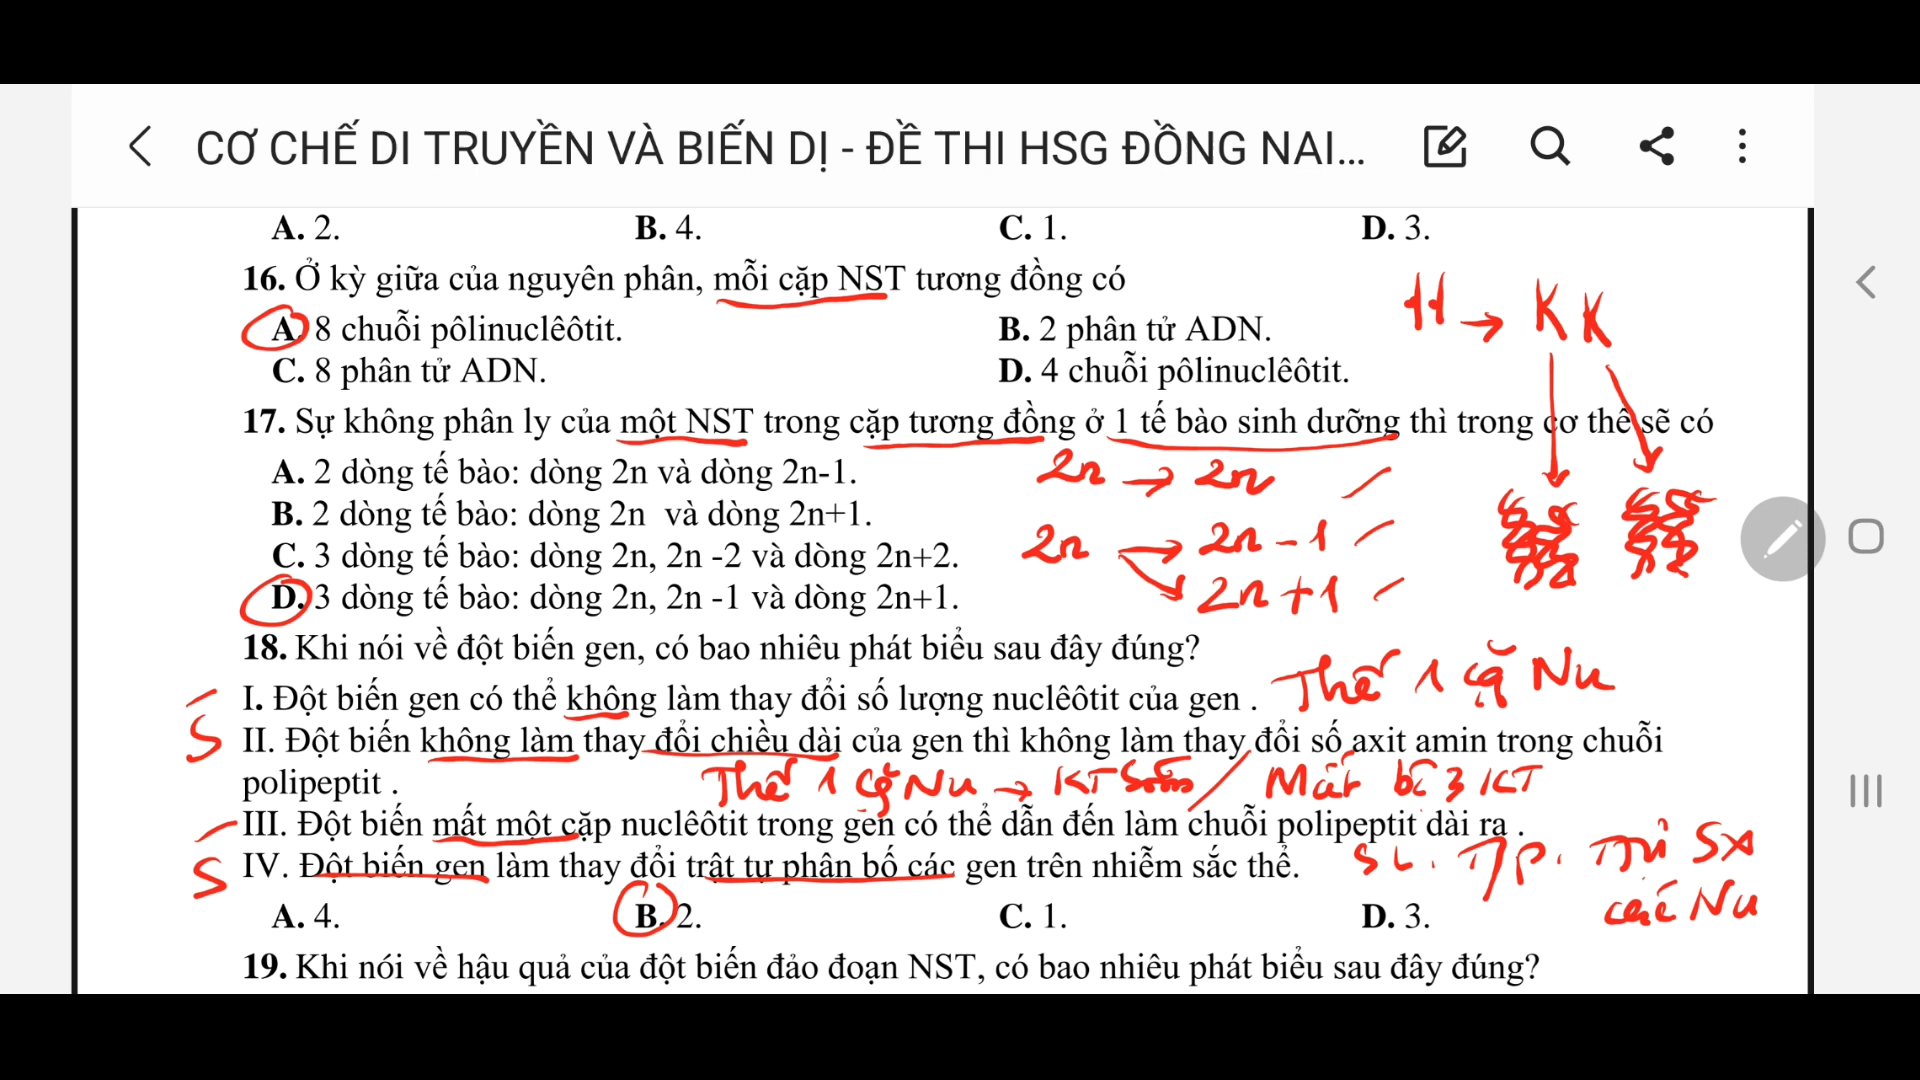 CƠ CHẾ DI TRUYỀN VÀ BIẾN DỊ - ĐỀ THI HSG ĐỒNG NAI...
A. 2. B. 4. C. 1. D. 3.
16. Ở kỳ giữa của nguyên phân, mỗi cặp NST tương đồng có
A. 8 chuỗi pôlinuclêôtit. B. 2 phân tử ADN.
C. 8 phân tử ADN. D. 4 chuỗi pôlinuclêôtit.
17. Sự không phân ly của một NST trong cặp tương đồng ở 1 tế bào sinh dưỡng thì trong cơ thể sẽ có
A. 2 dòng tế bào: dòng 2n và dòng 2n-1. 2n → 2n
B. 2 dòng tế bào: dòng 2n và dòng 2n+1. 2n → 2n - 1
C. 3 dòng tế bào: dòng 2n, 2n -2 và dòng 2n+2.
D. 3 dòng tế bào: dòng 2n, 2n -1 và dòng 2n+1. 2n + 1
18. Khi nói về đột biến gen, có bao nhiêu phát biểu sau đây đúng?
I. Đột biến gen có thể không làm thay đổi số lượng nuclêôtit của gen . Thế 1 cặp Nu
S II. Đột biến không làm thay đổi chiều dài của gen thì không làm thay đổi số axit amin trong chuỗi
polipeptit . Thế 1 cặp Nu → KT sớm / Mất bộ 3 KT
III. Đột biến mất một cặp nuclêôtit trong gen có thể dẫn đến làm chuỗi polipeptit dài ra .
S IV. Đột biến gen làm thay đổi trật tự phân bố các gen trên nhiễm sắc thể. SL. TP. SX
các Nu
A. 4. B. 2. C. 1. D. 3.
19. Khi nói về hậu quả của đột biến đảo đoạn NST, có bao nhiêu phát biểu sau đây đúng?